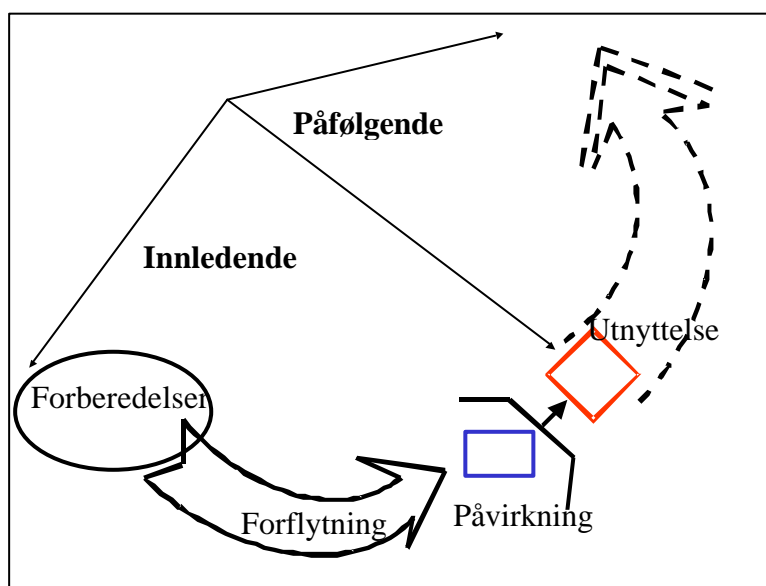 Påfølgende
Innledende
Utnyttelse
Forberedelser
Forflytning
Påvirkning